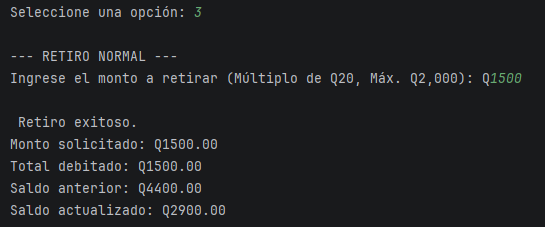 Seleccione una opción: 3
--- RETIRO NORMAL ---
Ingrese el monto a retirar (Múltiplo de Q20, Máx. Q2,000): Q1500
Retiro exitoso.
Monto solicitado: Q1500.00
Total debitado: Q1500.00
Saldo anterior: Q4400.00
Saldo actualizado: Q2900.00